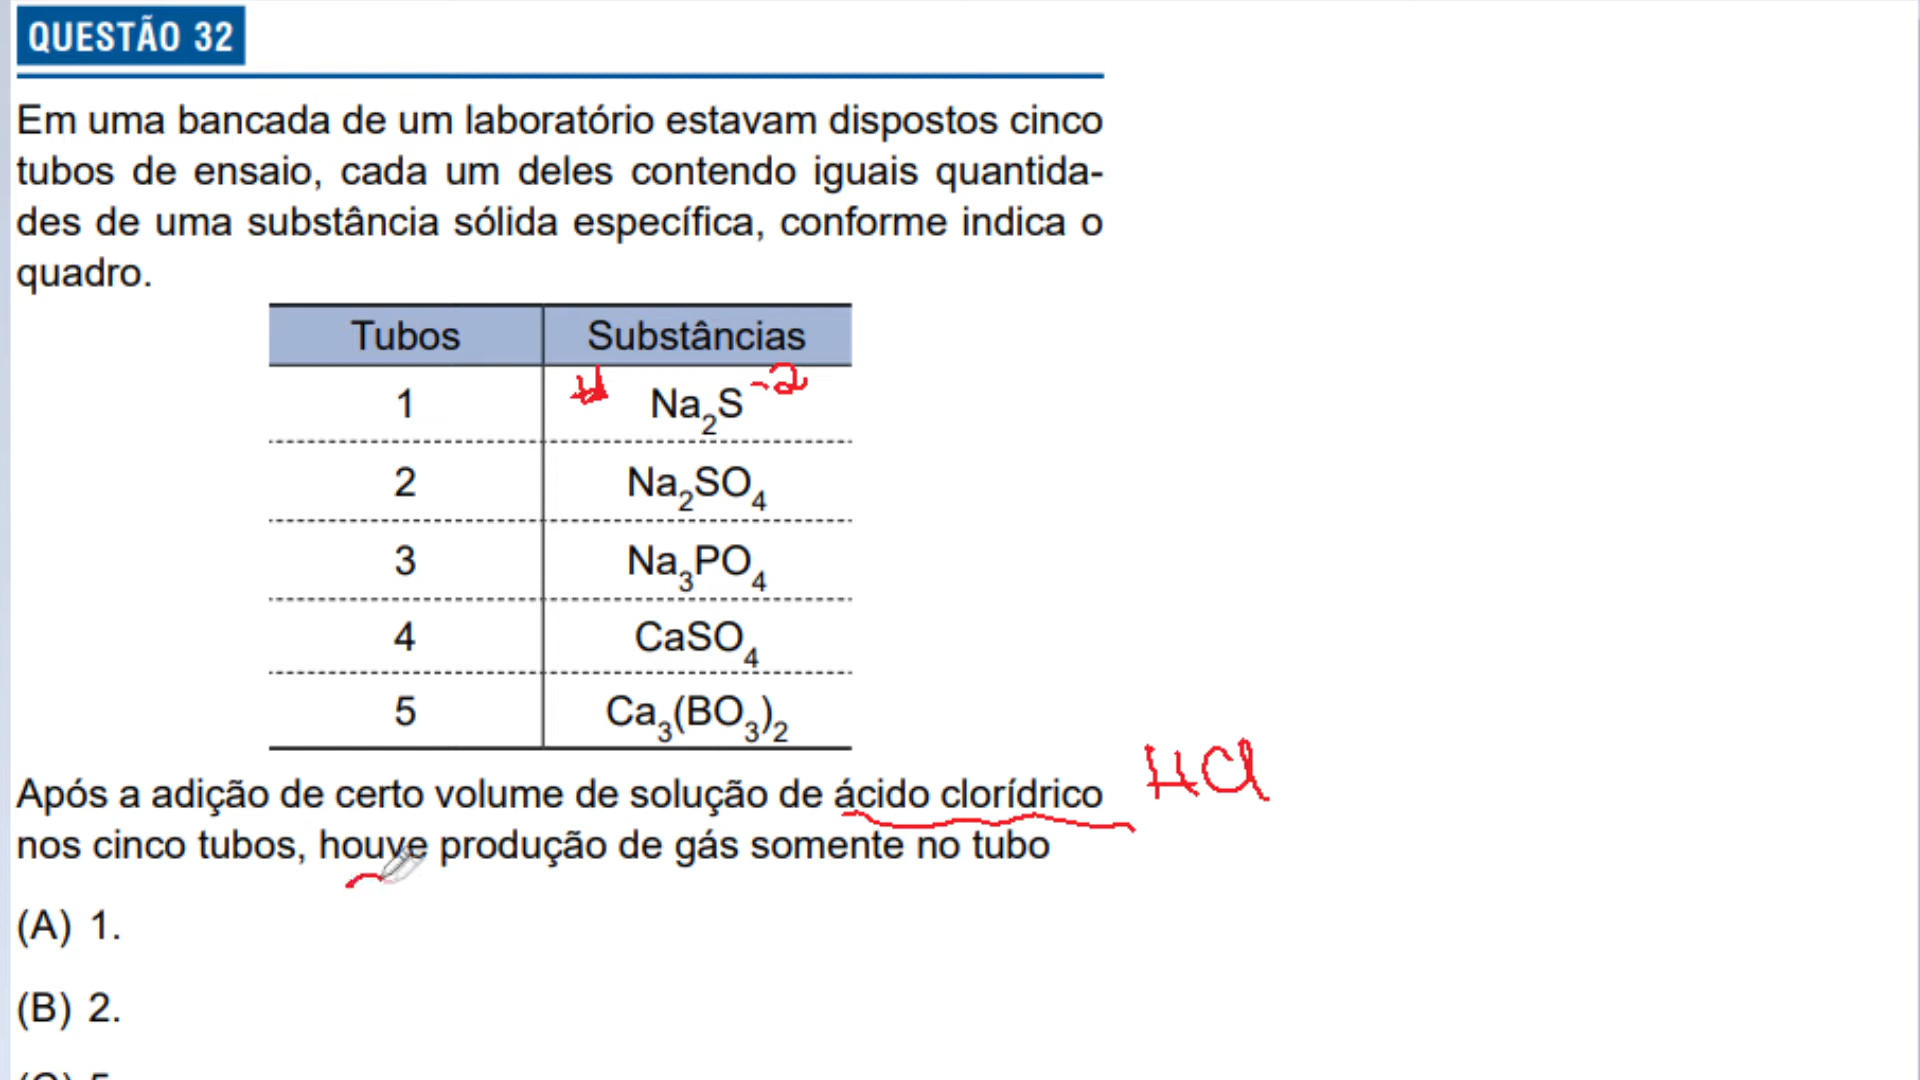 QUESTÃO 32
Em uma bancada de um laboratório estavam dispostos cinco
tubos de ensaio, cada um deles contendo iguais quantida-
des de uma substância sólida específica, conforme indica o
quadro.
Tubos Substâncias
1 Na₂S -2
2 Na₂SO₄
3 Na₃PO₄
4 CaSO₄
5 Ca₃(BO₃)₂
HCl
Após a adição de certo volume de solução de ácido clorídrico
nos cinco tubos, houve produção de gás somente no tubo
(A) 1.
(B) 2.